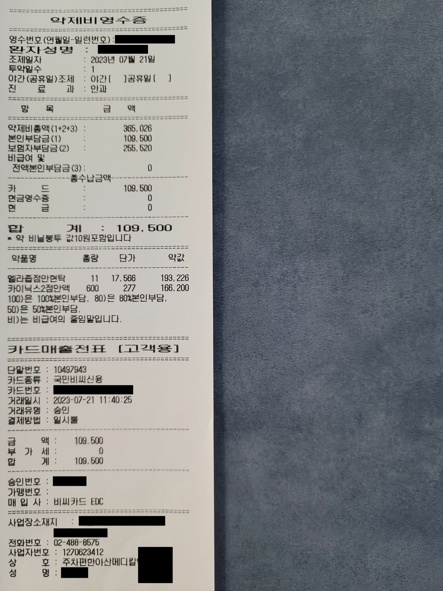 약제비영수증
영수번호(연월일-일련번호):
환자성명 :
조제일자 : 2023년 07월 21일
투약일수 : 1
야간(공휴일)조제 : 야간[ ]공휴일[ ]
진 료 과 : 안과
항 목 금 액
약제비총액(1+2+3) : 365,026
본인부담금(1) : 109,500
보험자부담금(2) : 255,520
비급여 및
전액본인부담금(3): 0
총수납금액
카 드 : 109,500
현금영수증 : 0
현 금 : 0
합 계 : 109,500
* 약 비닐봉투 값10원포함입니다
약품명 총량 단가 약값
엘라좁점안현탁 11 17,566 193,226
카이닉스2점안액 600 277 166,200
100)은 100%본인부담, 80)은 80%본인부담,
50)은 50%본인부담,
비)는 비급여의 줄임말입니다.
카드매출전표 [고객용]
단말번호 : 10497943
카드종류 : 국민비씨신용
카드번호 :
거래일시 : 2023-07-21 11:40:25
거래유형 : 승인
결제방법 : 일시불
금 액 : 109,500
부 가 세 : 0
합 계 : 109,500
승인번호 :
가맹번호 :
매 입 사 : 비씨카드 EDC
사업장소재지 :
전화번호 : 02-488-8575
사업자번호 : 1270623412
상 호 : 주차편한아산메디칼
성 명 :